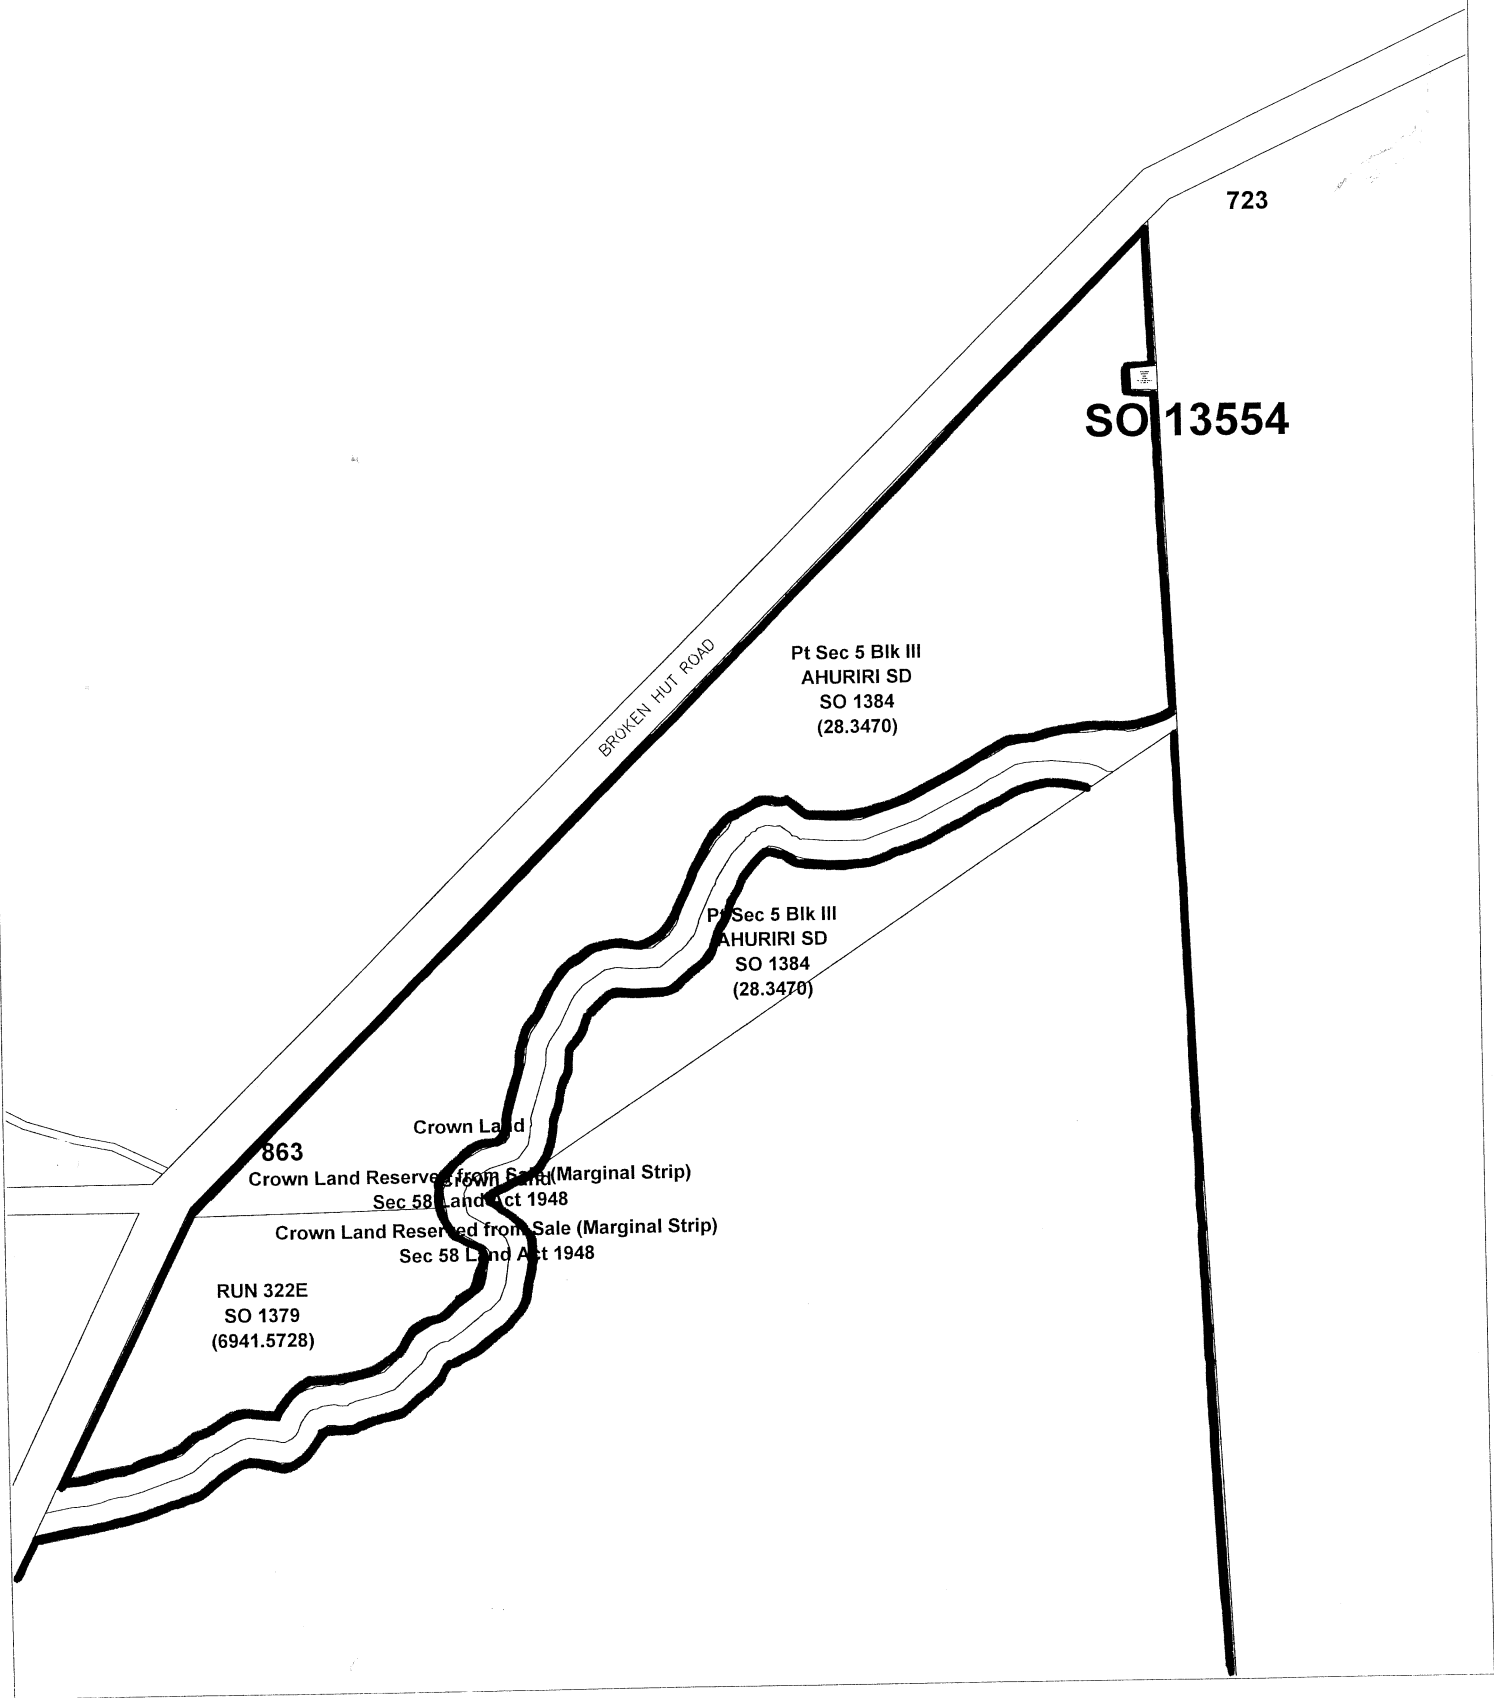 723
SO 13554
BROKEN HUT ROAD
Pt Sec 5 Blk III
AHURIRI SD
SO 1384
(28.3470)
Pt Sec 5 Blk III
AHURIRI SD
SO 1384
(28.3470)
Crown Land
863
Crown Land Reserved from Sale (Marginal Strip)
Crown Land
Sec 58 Land Act 1948
Crown Land Reserved from Sale (Marginal Strip)
Sec 58 Land Act 1948
RUN 322E
SO 1379
(6941.5728)